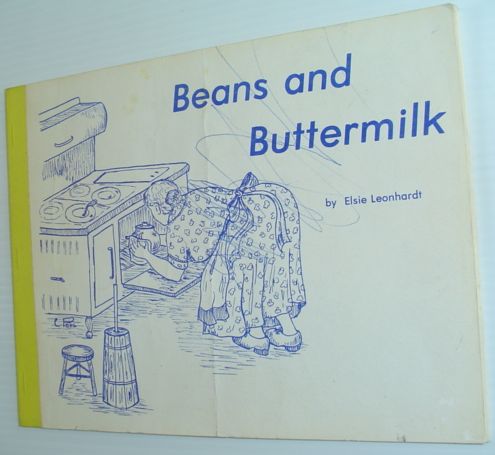 Beans and
Buttermilk
by Elsie Leonhardt